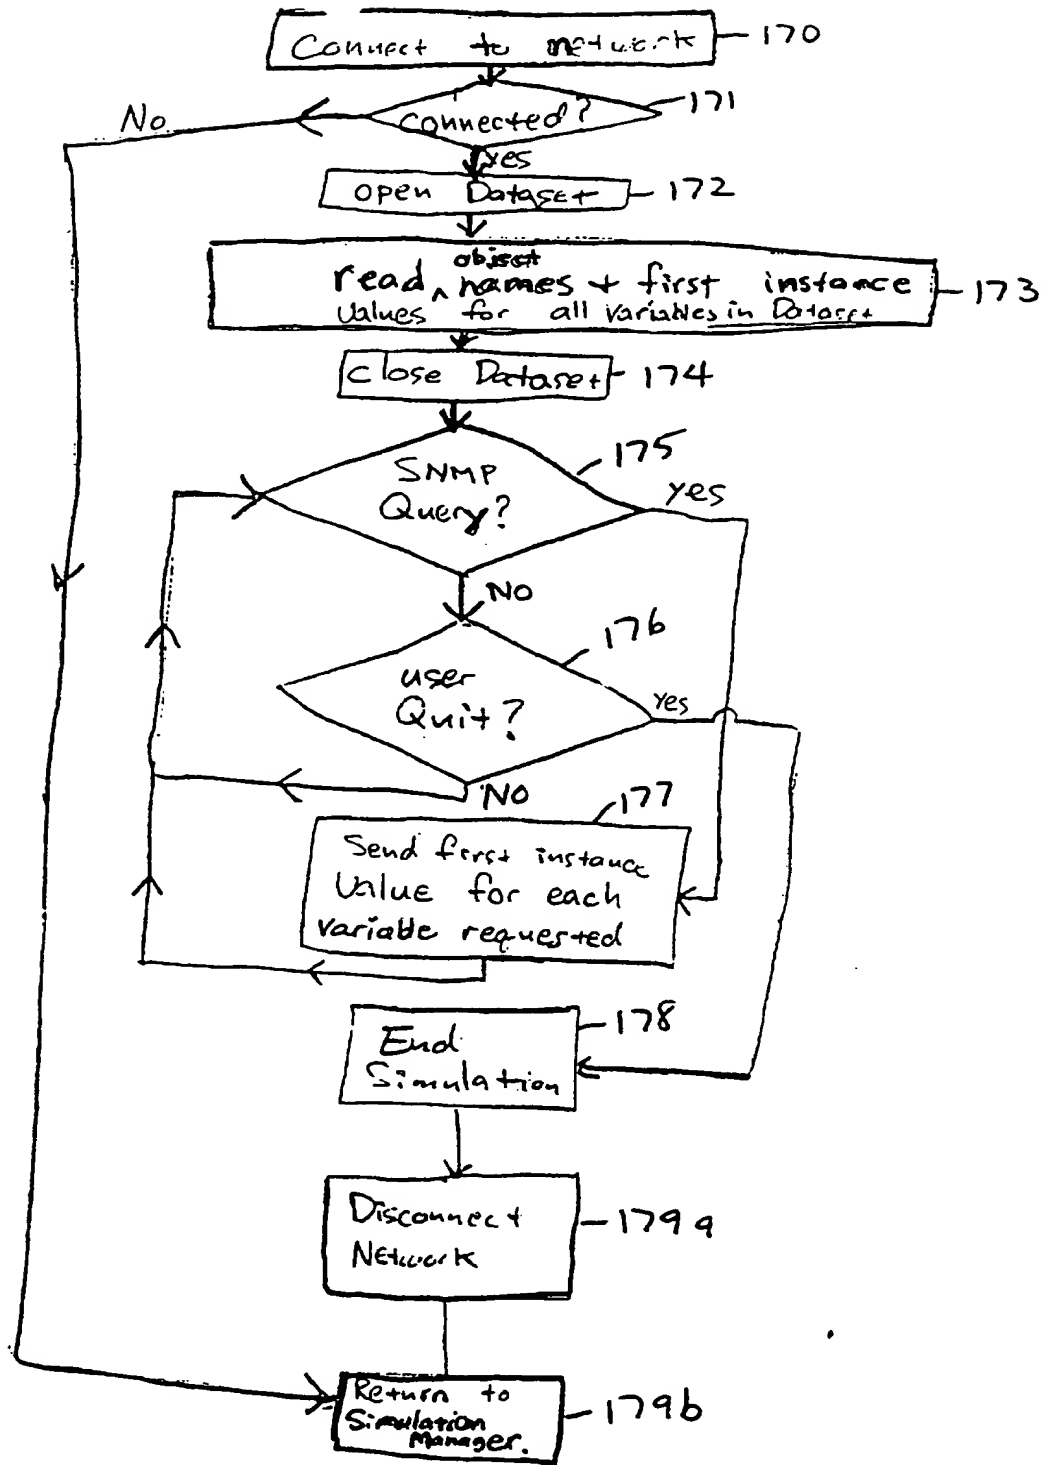 Connect to network 170
connected? 171
No
yes
open Dataset 172
object
read ^ names + first instance 173
values for all variables in Dataset
close Dataset 174
175
SNMP
Query?
yes
NO
176
user
Quit?
yes
NO
177
Send first instance
value for each
variable requested
178
End
Simulation
Disconnect
Network
179a
Return to
Simulation
Manager.
179b